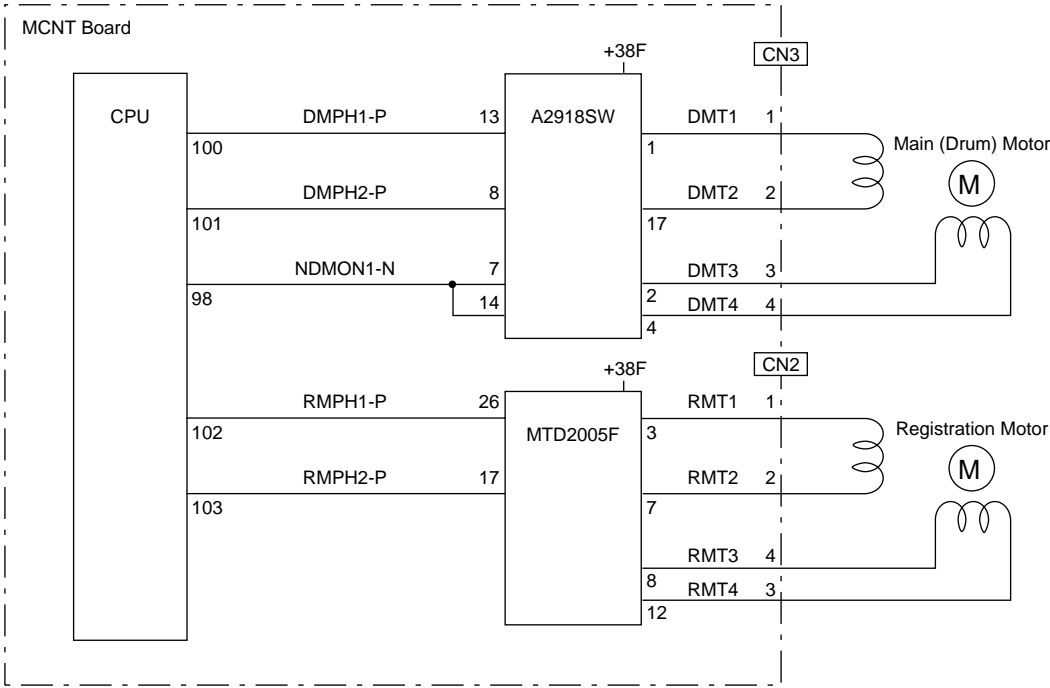 MCNT Board
+38F
CN3
CPU
DMPH1-P
13
A2918SW
DMT1
1
100
1
Main (Drum) Motor
M
DMPH2-P
8
DMT2
2
101
17
NDMON1-N
7
DMT3
3
98
14
2
DMT4
4
4
+38F
CN2
RMPH1-P
26
RMT1
1
102
MTD2005F
3
Registration Motor
M
RMPH2-P
17
RMT2
2
103
7
RMT3
4
8
RMT4
3
12